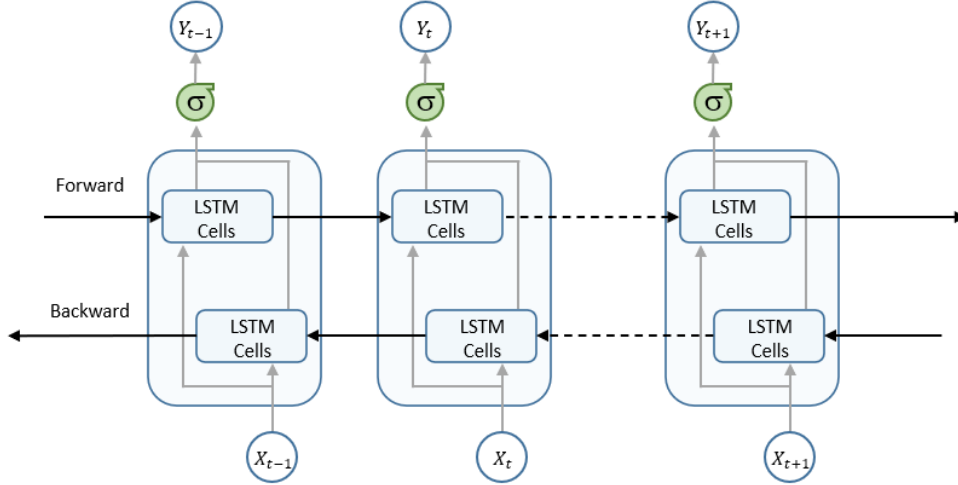 Y_{t-1} Y_t Y_{t+1}
σ σ σ
Forward
LSTM Cells
LSTM Cells
LSTM Cells
Backward
LSTM Cells
LSTM Cells
LSTM Cells
X_{t-1} X_t X_{t+1}